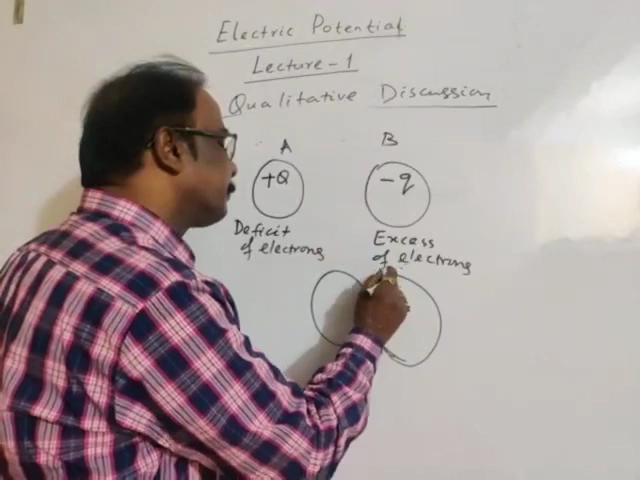 Electric Potential
Lecture-1
Qualitative Discussion
A B
+Q -q
Deficit of electrons
Excess of electrons